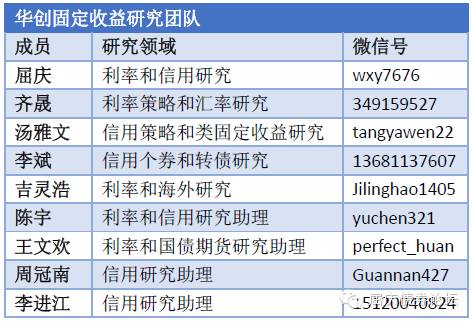 华创固定收益研究团队
成员 研究领域 微信号
屈庆 利率和信用研究 wxy7676
齐晟 利率策略和汇率研究 349159527
汤雅文 信用策略和类固定收益研究 tangyawen22
李斌 信用个券和转债研究 13681137607
吉灵浩 利率和海外研究 Jilinghao1405
陈宇 利率和信用研究助理 yuchen321
王文欢 利率和国债期货研究助理 perfect_huan
周冠南 信用研究助理 Guannan427
李进江 信用研究助理 15120040824